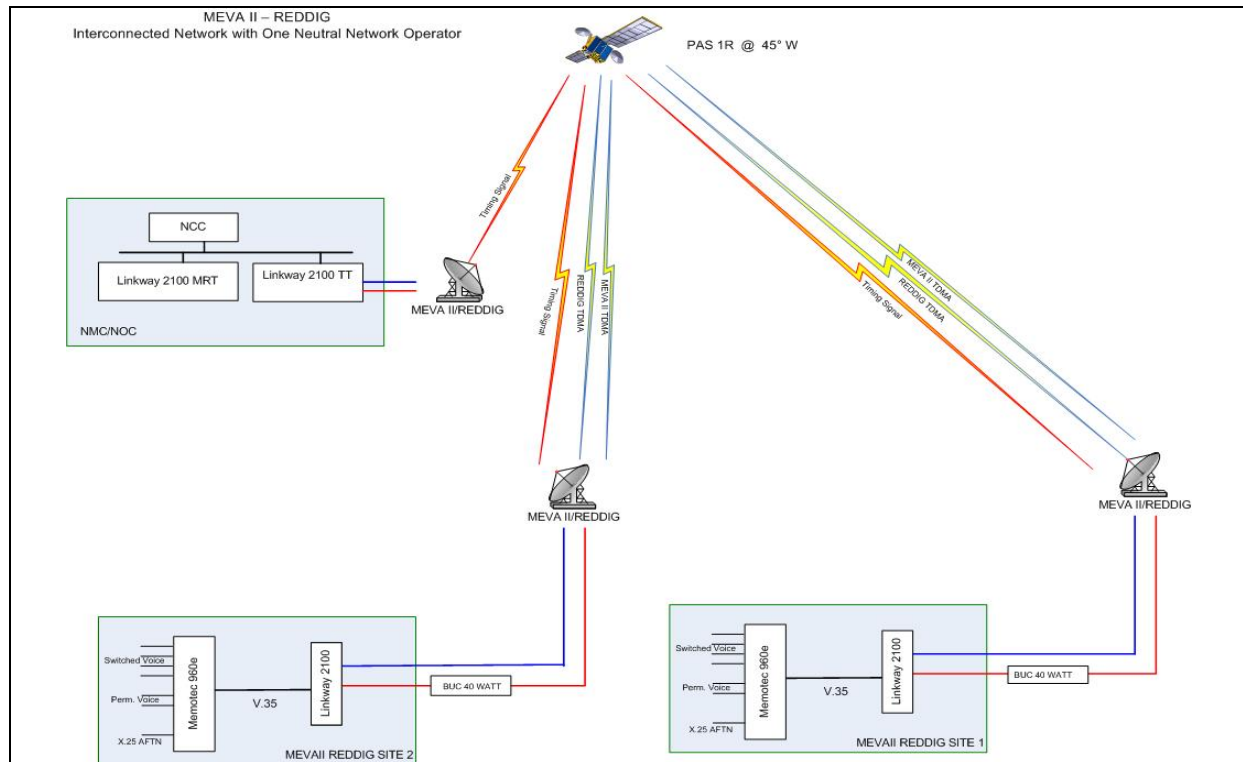 MEVA II – REDDIG
Interconnected Network with One Neutral Network Operator
PAS 1R @ 45° W
Timing Signal
Timing Signal
REDDIG TDMA
MEVA II TDMA
MEVA II TDMA
REDDIG TDMA
Timing Signal
NCC
Linkway 2100 MRT
Linkway 2100 TT
NMC/NOC
MEVA II/REDDIG
MEVA II/REDDIG
MEVA II/REDDIG
Switched Voice
Perm. Voice
X.25 AFTN
Memotec 960e
V.35
Linkway 2100
BUC 40 WATT
MEVAII REDDIG SITE 2
Switched Voice
Perm. Voice
X.25 AFTN
Memotec 960e
V.35
Linkway 2100
BUC 40 WATT
MEVAII REDDIG SITE 1